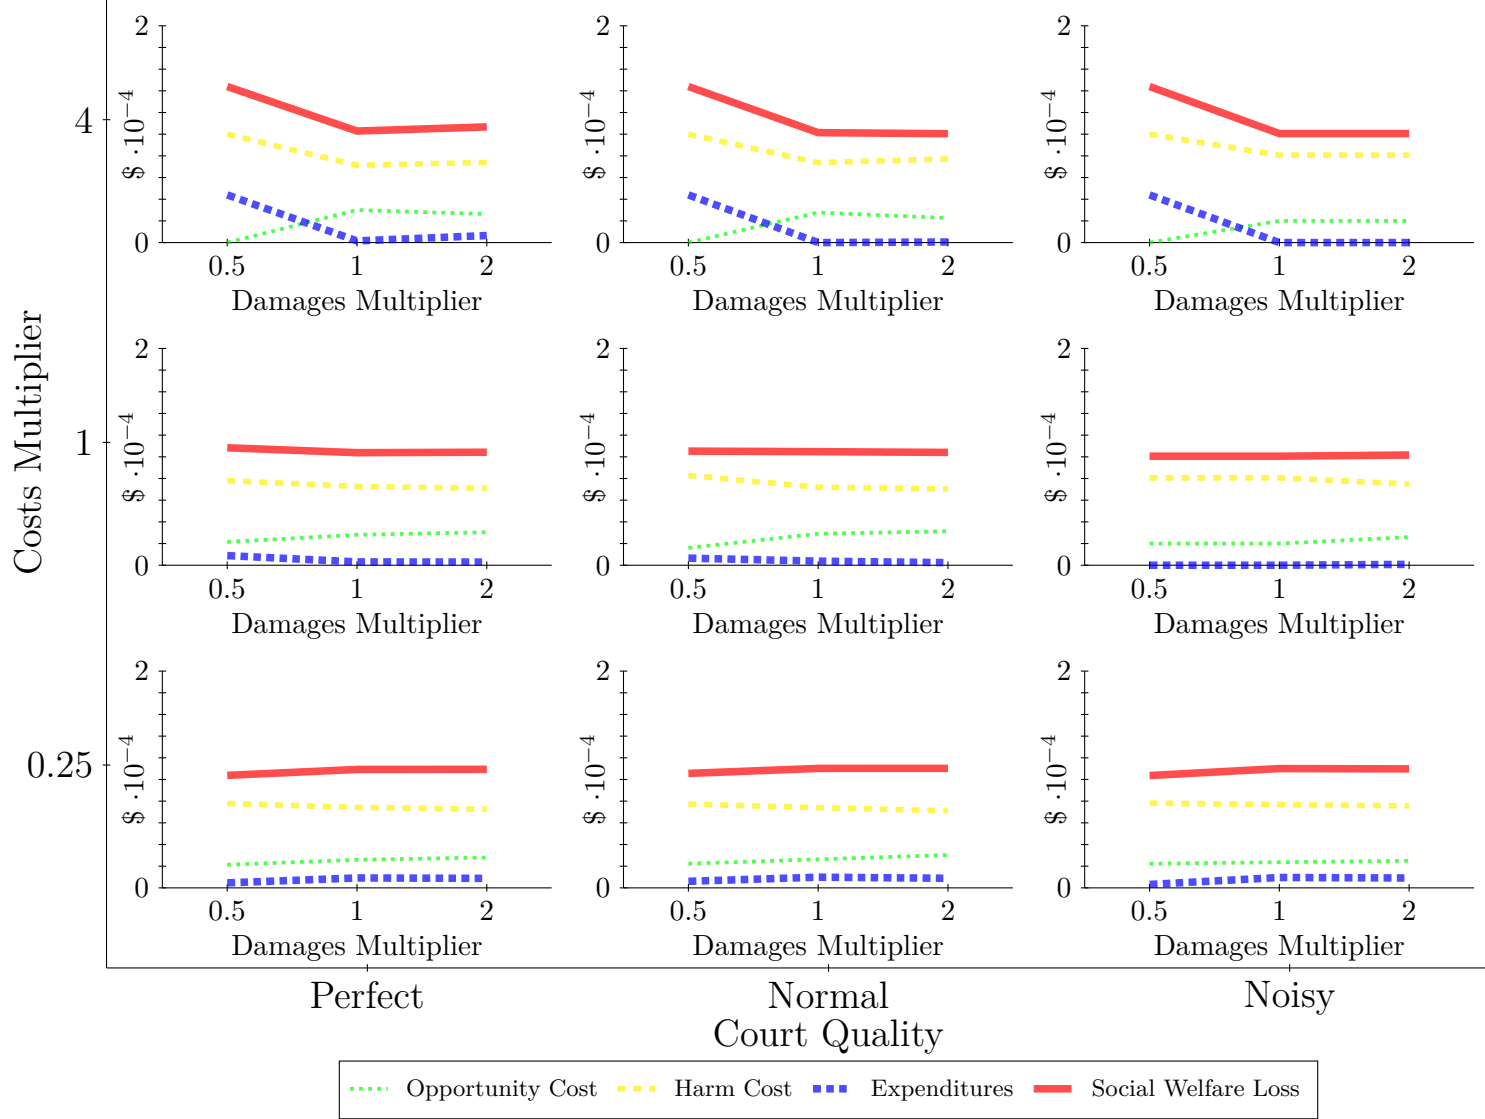 2
$ ·10⁻⁴
0
0.5 1 2
Damages Multiplier
2
$ ·10⁻⁴
0
0.5 1 2
Damages Multiplier
2
$ ·10⁻⁴
0
0.5 1 2
Damages Multiplier
4
2
$ ·10⁻⁴
0
0.5 1 2
Damages Multiplier
2
$ ·10⁻⁴
0
0.5 1 2
Damages Multiplier
2
$ ·10⁻⁴
0
0.5 1 2
Damages Multiplier
1
Costs Multiplier
2
$ ·10⁻⁴
0
0.5 1 2
Damages Multiplier
2
$ ·10⁻⁴
0
0.5 1 2
Damages Multiplier
2
$ ·10⁻⁴
0
0.5 1 2
Damages Multiplier
0.25
Perfect Normal Noisy
Court Quality
Opportunity Cost Harm Cost Expenditures Social Welfare Loss